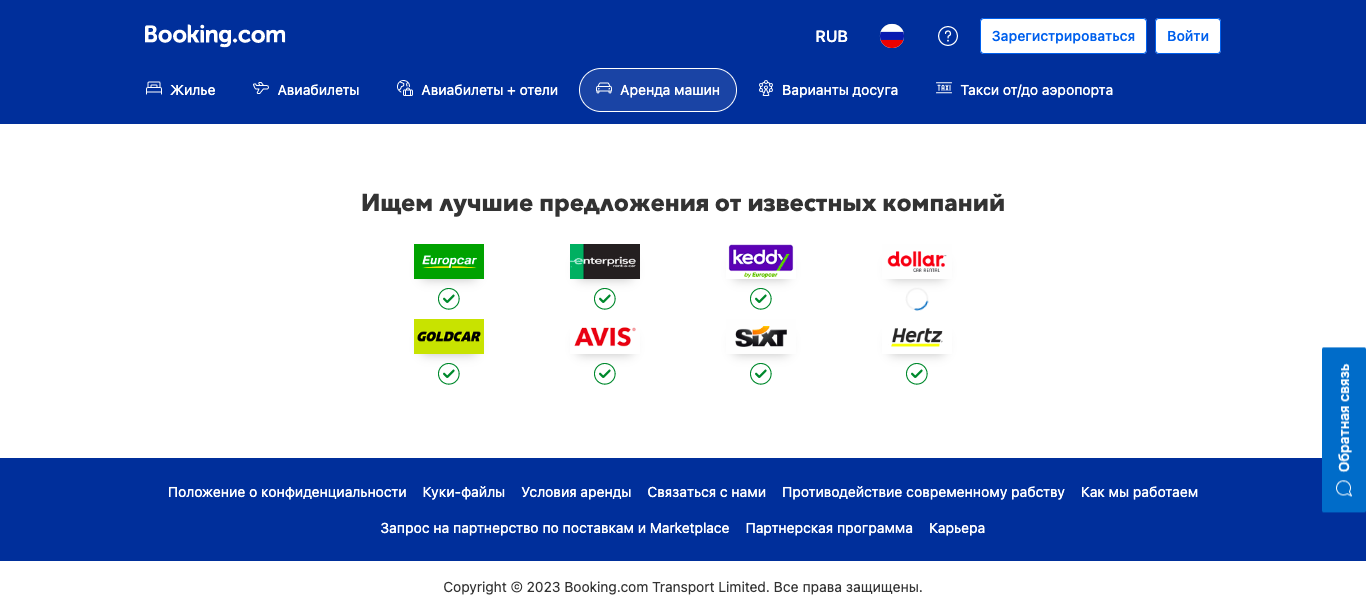 Booking.com
RUB
Зарегистрироваться
Войти
Жилье
Авиабилеты
Авиабилеты + отели
Аренда машин
Варианты досуга
TAXI
Такси от/до аэропорта
Ищем лучшие предложения от известных компаний
Europcar
enterprise
keddy
by Europcar
dollar.
CAR RENTAL
GOLDCAR
AVIS
SIXT
Hertz
Обратная связь
Положение о конфиденциальности
Куки-файлы
Условия аренды
Связаться с нами
Противодействие современному рабству
Как мы работаем
Запрос на партнерство по поставкам и Marketplace
Партнерская программа
Карьера
Copyright © 2023 Booking.com Transport Limited. Все права защищены.